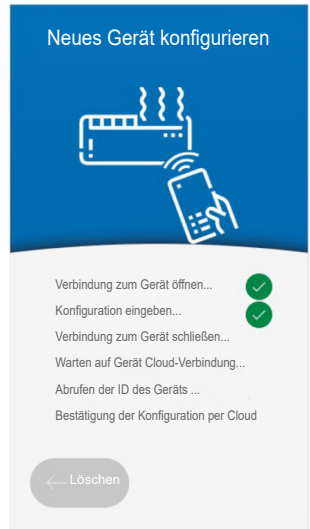 Neues Gerät konfigurieren
Verbindung zum Gerät öffnen...
Konfiguration eingeben...
Verbindung zum Gerät schließen...
Warten auf Gerät Cloud-Verbindung...
Abrufen der ID des Geräts ...
Bestätigung der Konfiguration per Cloud
Löschen